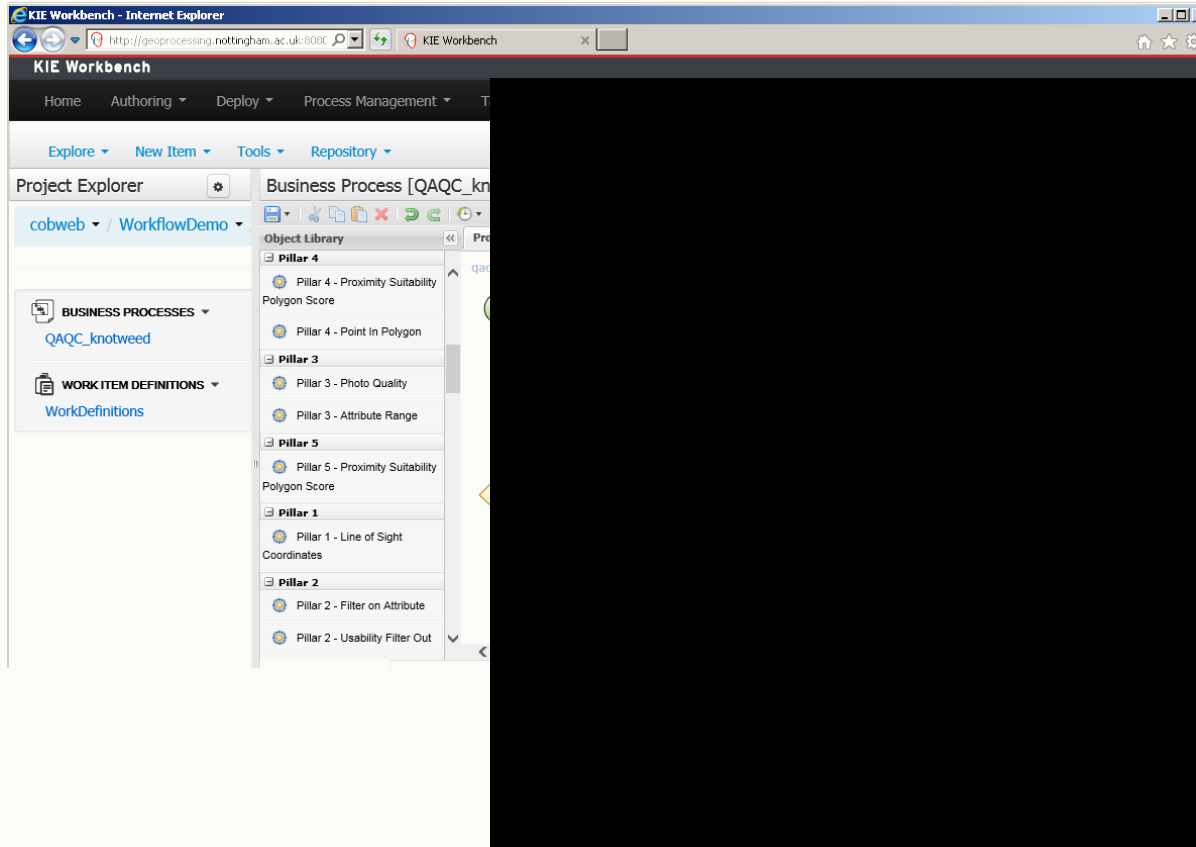 KIE Workbench - Internet Explorer
http://geoprocessing.nottingham.ac.uk:8080
KIE Workbench
KIE Workbench
Home Authoring Deploy Process Management
Explore New Item Tools Repository
Project Explorer
Business Process [QAQC_kn
cobweb / WorkflowDemo
Object Library
Pro
qaq
Pillar 4
Pillar 4 - Proximity Suitability
Polygon Score
Pillar 4 - Point In Polygon
Pillar 3
Pillar 3 - Photo Quality
Pillar 3 - Attribute Range
Pillar 5
Pillar 5 - Proximity Suitability
Polygon Score
Pillar 1
Pillar 1 - Line of Sight
Coordinates
Pillar 2
Pillar 2 - Filter on Attribute
Pillar 2 - Usability Filter Out
BUSINESS PROCESSES
QAQC_knotweed
WORK ITEM DEFINITIONS
WorkDefinitions